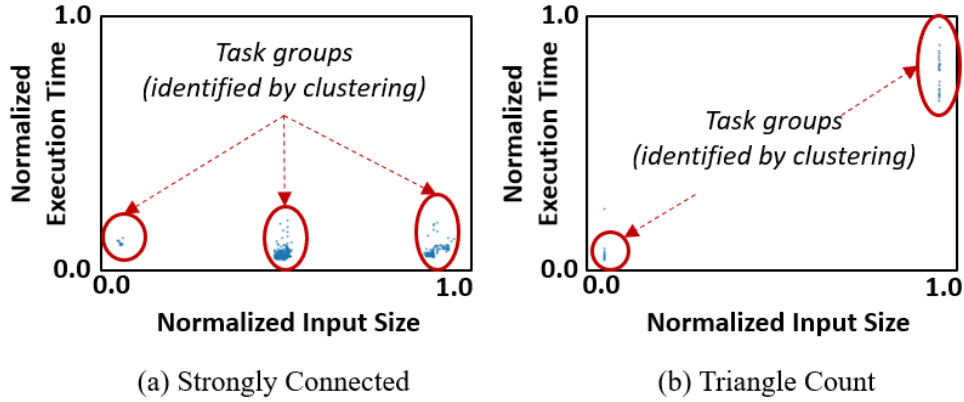 1.0
Normalized
Execution Time
Task groups
(identified by clustering)
0.0
0.0
1.0
Normalized Input Size
(a) Strongly Connected
1.0
Normalized
Execution Time
Task groups
(identified by clustering)
0.0
0.0
1.0
Normalized Input Size
(b) Triangle Count